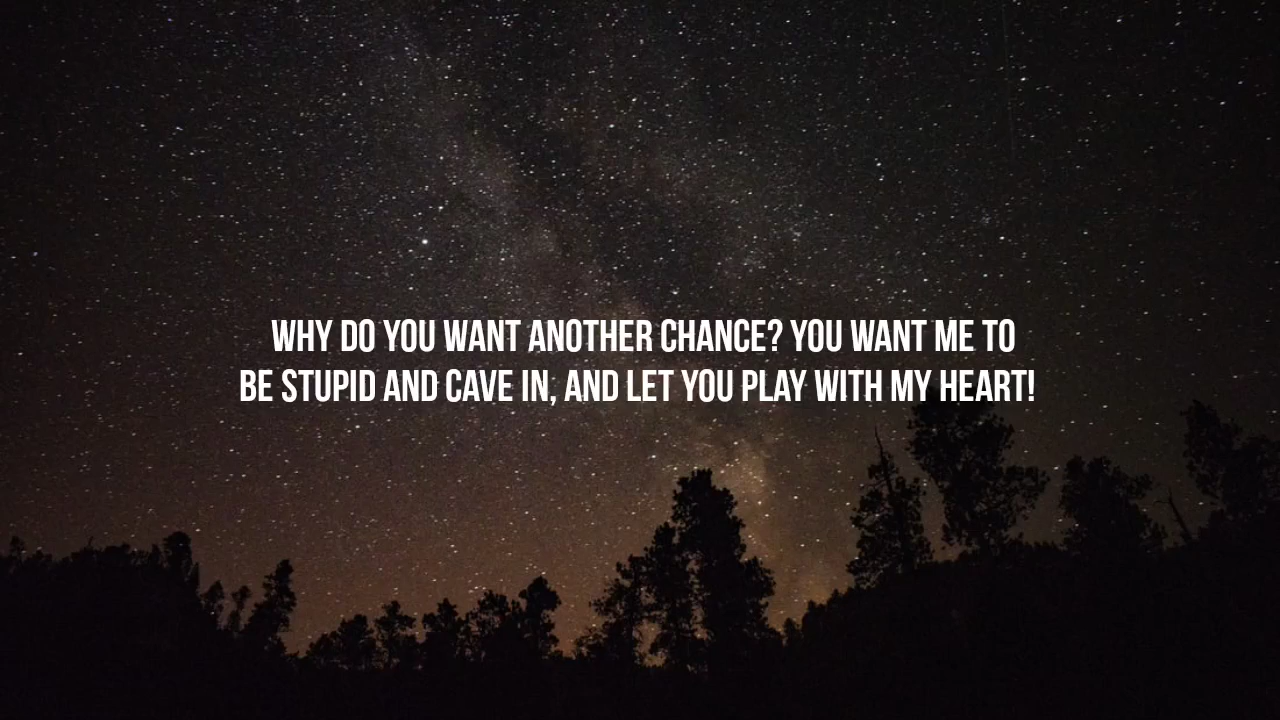 WHY DO YOU WANT ANOTHER CHANCE? YOU WANT ME TO
BE STUPID AND CAVE IN, AND LET YOU PLAY WITH MY HEART!